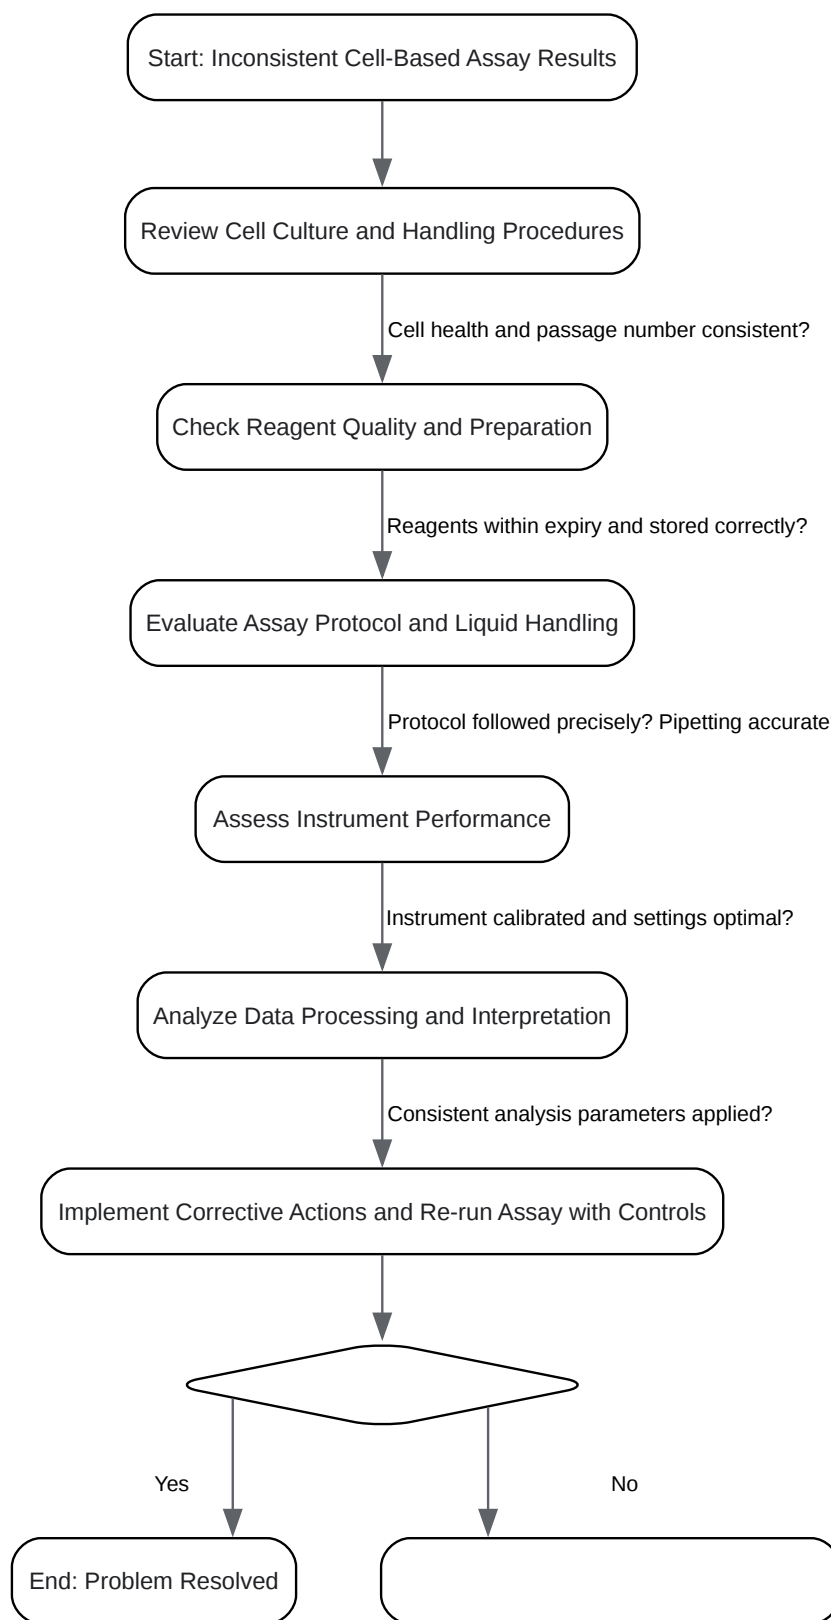 Start: Inconsistent Cell-Based Assay Results
Review Cell Culture and Handling Procedures
Cell health and passage number consistent?
Check Reagent Quality and Preparation
Reagents within expiry and stored correctly?
Evaluate Assay Protocol and Liquid Handling
Protocol followed precisely? Pipetting accurate
Assess Instrument Performance
Instrument calibrated and settings optimal?
Analyze Data Processing and Interpretation
Consistent analysis parameters applied?
Implement Corrective Actions and Re-run Assay with Controls
Yes
No
End: Problem Resolved